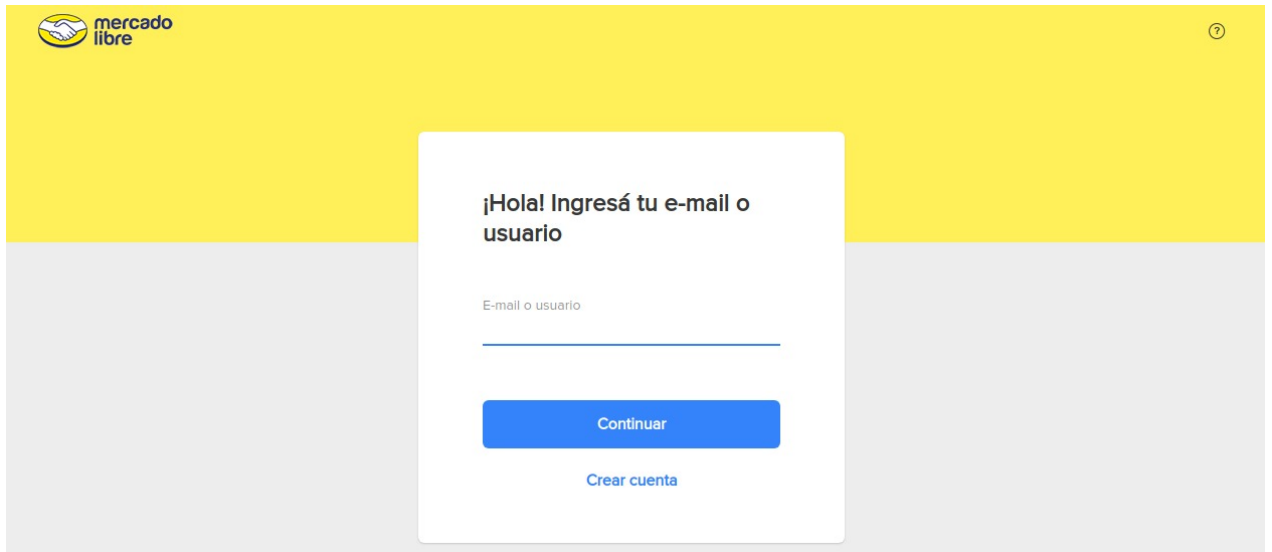 mercado
libre
?
¡Hola! Ingresá tu e-mail o
usuario
E-mail o usuario
Continuar
Crear cuenta